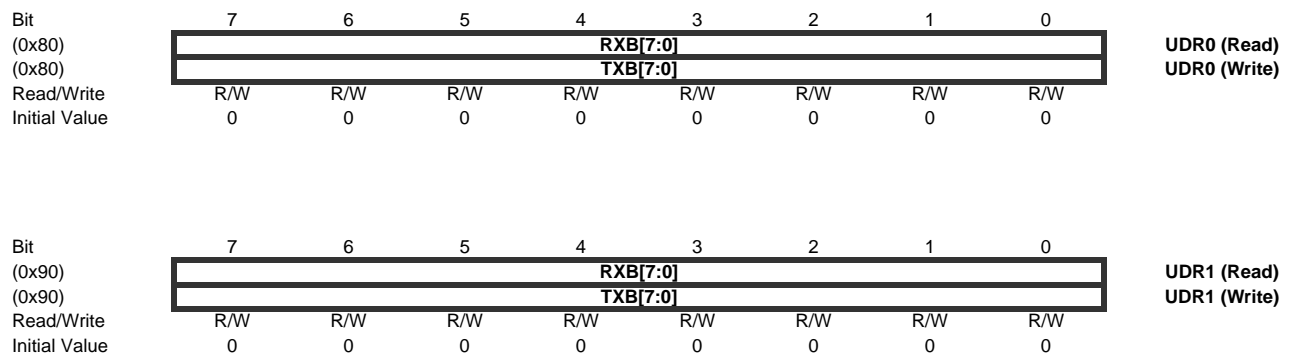 Bit 7 6 5 4 3 2 1 0
(0x80) RXB[7:0] UDR0 (Read)
(0x80) TXB[7:0] UDR0 (Write)
Read/Write R/W R/W R/W R/W R/W R/W R/W R/W
Initial Value 0 0 0 0 0 0 0 0
Bit 7 6 5 4 3 2 1 0
(0x90) RXB[7:0] UDR1 (Read)
(0x90) TXB[7:0] UDR1 (Write)
Read/Write R/W R/W R/W R/W R/W R/W R/W R/W
Initial Value 0 0 0 0 0 0 0 0